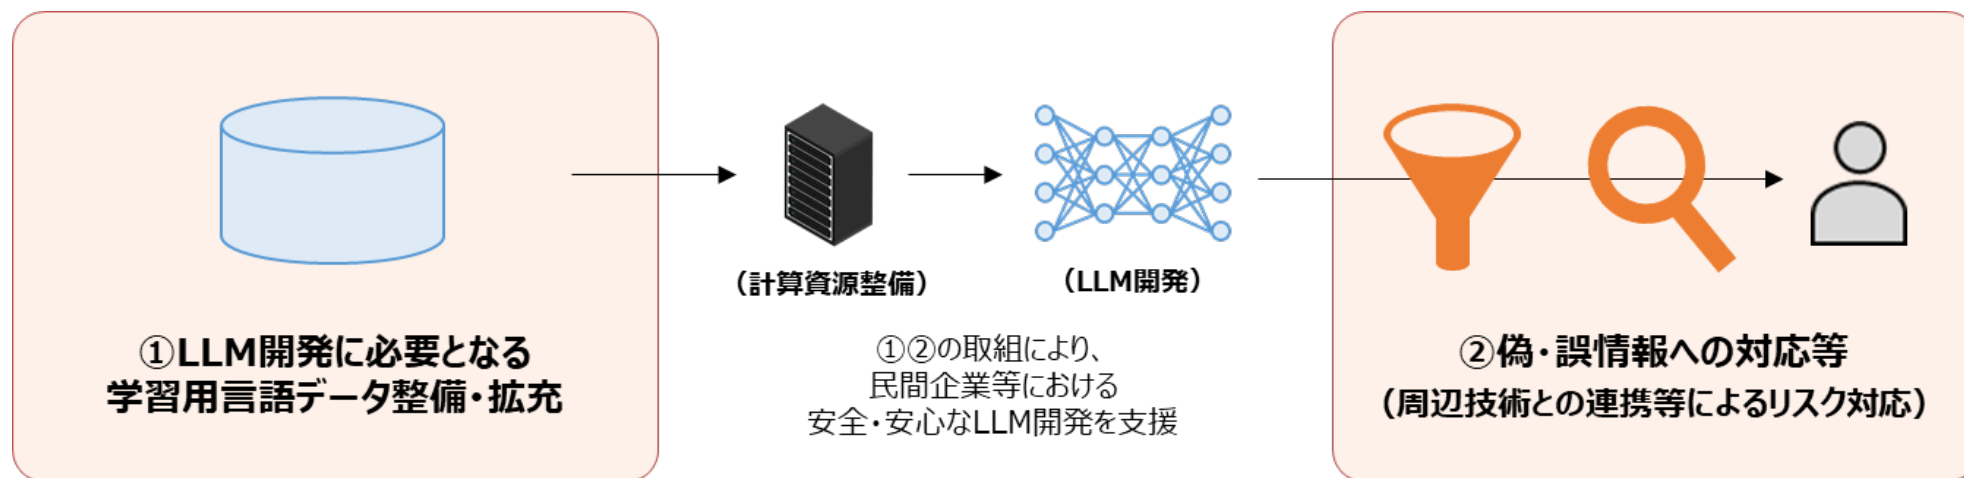 ①LLM開発に必要となる
学習用言語データ整備・拡充
（計算資源整備）
（LLM開発）
①②の取組により、
民間企業等における
安全・安心なLLM開発を支援
②偽・誤情報への対応等
（周辺技術との連携等によるリスク対応）